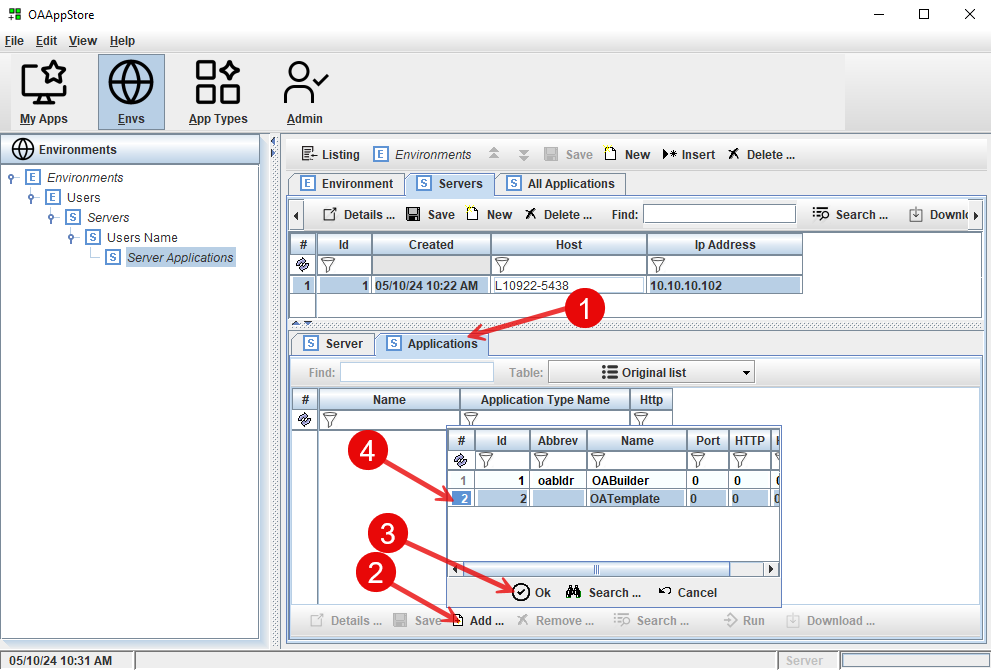 OAAppStore
File Edit View Help
My Apps Envs App Types Admin
Environments
Environments
Users
Servers
Users Name
Server Applications
Listing Environments Save New Insert Delete ...
Environment Servers All Applications
Details ... Save New Delete ... Find: Search ... Downlo
# Id Created Host Ip Address
1 1 05/10/24 10:22 AM L10922-5438 10.10.10.102
1
Server Applications
Find: Table: Original list
# Name Application Type Name Http
# Id Abbrev Name Port HTTP
4
1 1 oabldr OABuilder 0 0
2 2 OATemplate 0 0
3
2
Ok Search ... Cancel
Details ... Save Add ... Remove ... Search ... Run Download ...
05/10/24 10:31 AM Server